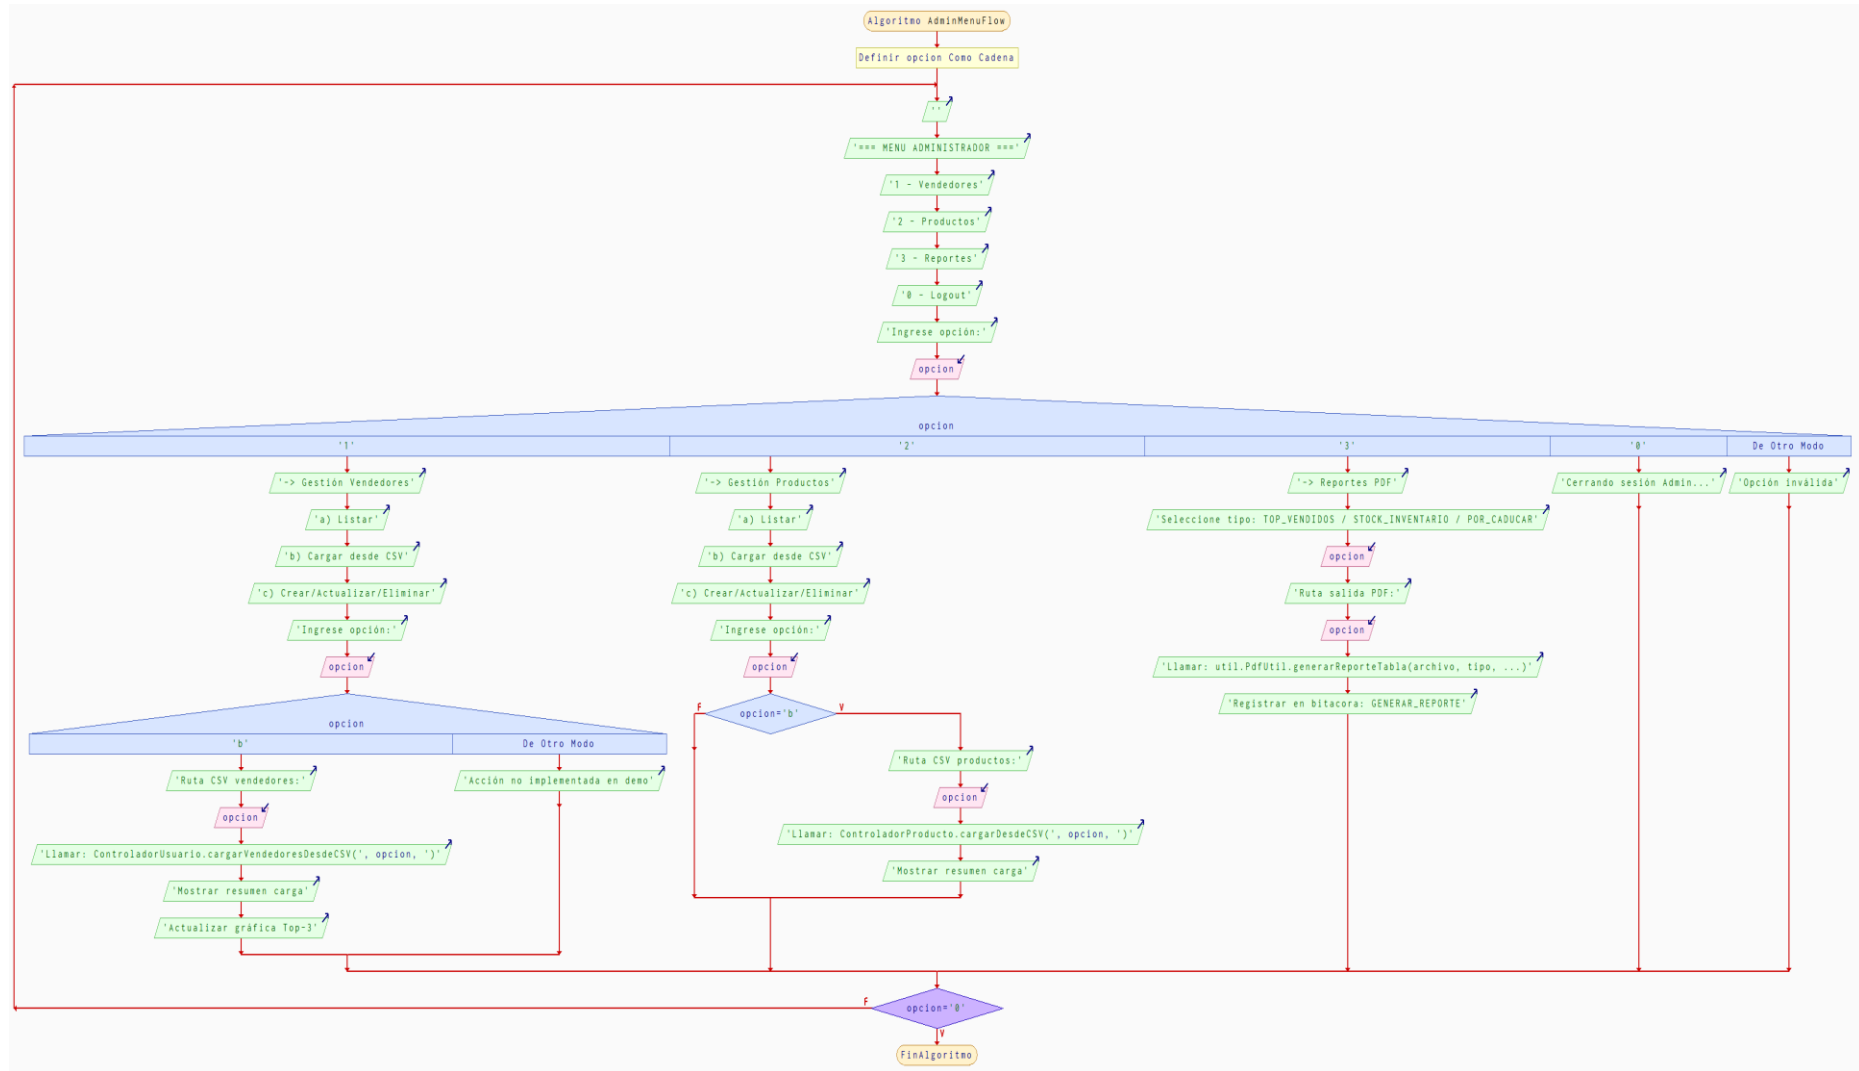 Algoritmo AdminMenuFlow
Definir opcion Como Cadena
''
'=== MENU ADMINISTRADOR ==='
'1 - Vendedores'
'2 - Productos'
'3 - Reportes'
'0 - Logout'
'Ingrese opción:'
opcion
opcion
'1'
'2'
'3'
'0'
De Otro Modo
'-> Gestión Vendedores'
'a) Listar'
'b) Cargar desde CSV'
'c) Crear/Actualizar/Eliminar'
'Ingrese opción:'
opcion
opcion
'b'
De Otro Modo
'Ruta CSV vendedores:'
opcion
'Llamar: ControladorUsuario.cargarVendedoresDesdeCSV(', opcion, ')'
'Mostrar resumen carga'
'Actualizar gráfica Top-3'
'Acción no implementada en demo'
'-> Gestión Productos'
'a) Listar'
'b) Cargar desde CSV'
'c) Crear/Actualizar/Eliminar'
'Ingrese opción:'
opcion
opcion='b'
F
V
'Ruta CSV productos:'
opcion
'Llamar: ControladorProducto.cargarDesdeCSV(', opcion, ')'
'Mostrar resumen carga'
'-> Reportes PDF'
'Seleccione tipo: TOP_VENDIDOS / STOCK_INVENTARIO / POR_CADUCAR'
opcion
'Ruta salida PDF:'
opcion
'Llamar: util.PdfUtil.generarReporteTabla(archivo, tipo, ...)'
'Registrar en bitacora: GENERAR_REPORTE'
'Cerrando sesión Admin...'
'Opción inválida'
F
opcion='0'
V
FinAlgoritmo